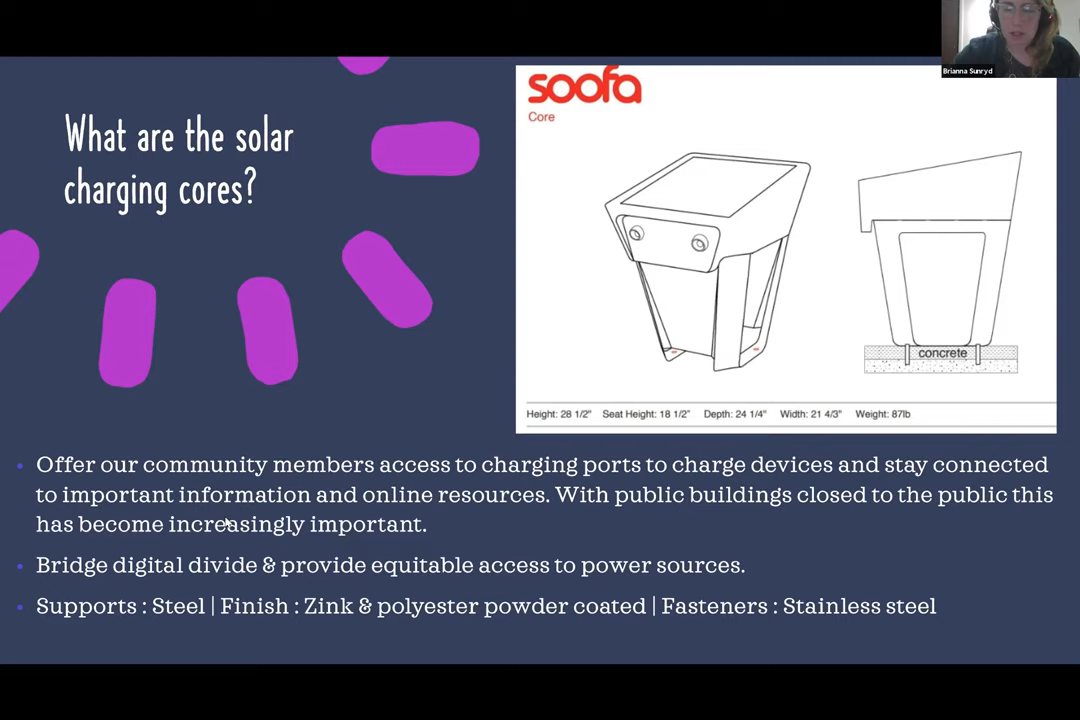 Brianna Sunryd
What are the solar
charging cores?
soofa
Core
concrete
Height: 28 1/2" Seat Height: 18 1/2" Depth: 24 1/4" Width: 21 4/3" Weight: 87lb
• Offer our community members access to charging ports to charge devices and stay connected
to important information and online resources. With public buildings closed to the public this
has become increasingly important.
• Bridge digital divide & provide equitable access to power sources.
• Supports : Steel | Finish : Zink & polyester powder coated | Fasteners : Stainless steel